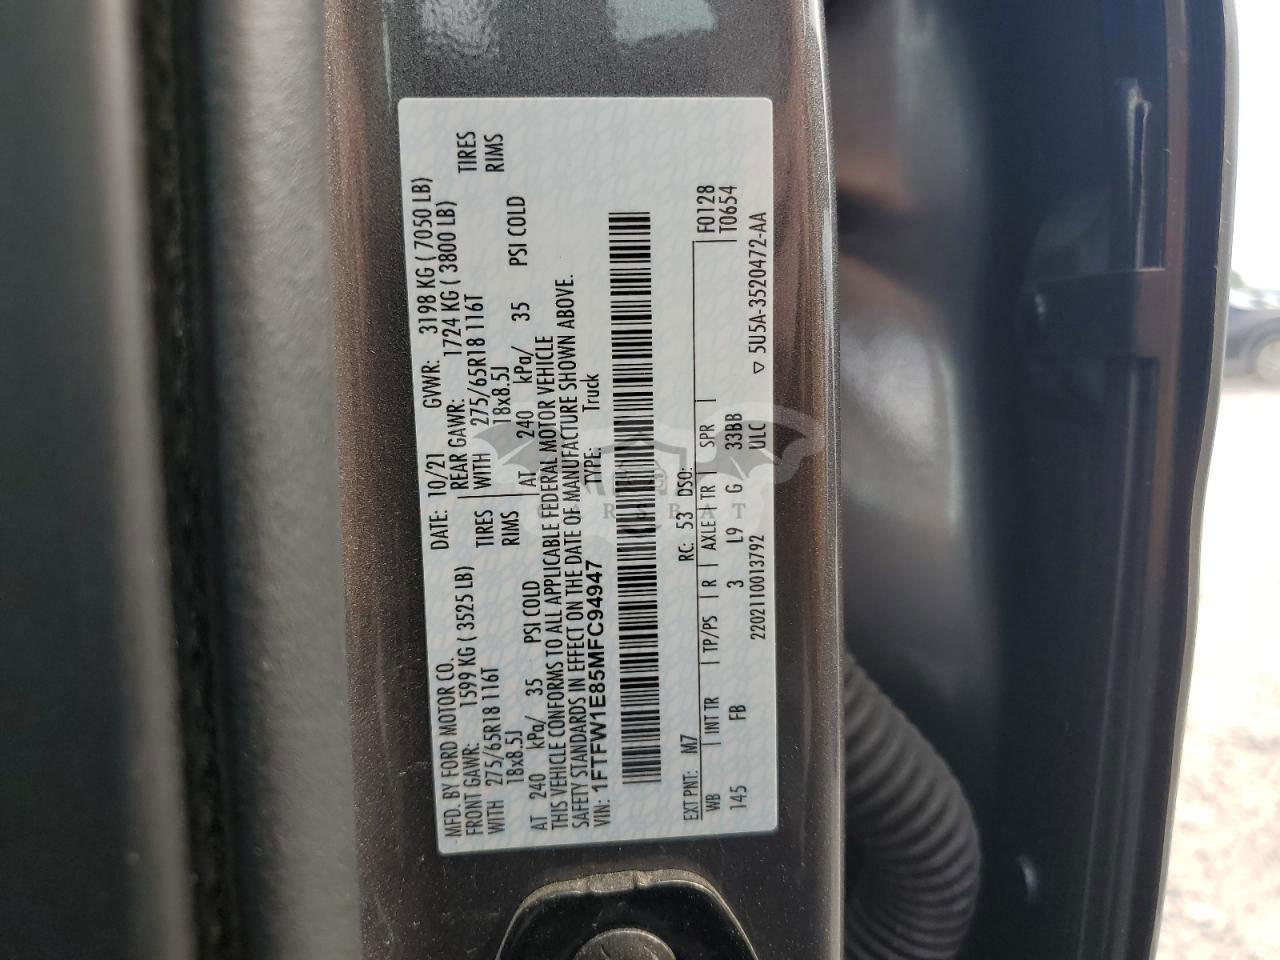 MFD. BY FORD MOTOR CO.
DATE: 10/21 GVWR: 3198 KG ( 7050 LB)
FRONT GAWR: 1599 KG ( 3525 LB) REAR GAWR: 1724 KG ( 3800 LB)
WITH 275/65R18 116T TIRES WITH 275/65R18 116T TIRES
18x8.5J RIMS 18x8.5J RIMS
AT 240 kPa/ 35 PSI COLD AT 240 kPa/ 35 PSI COLD
THIS VEHICLE CONFORMS TO ALL APPLICABLE FEDERAL MOTOR VEHICLE
SAFETY STANDARDS IN EFFECT ON THE DATE OF MANUFACTURE SHOWN ABOVE.
VIN: 1FTFW1E85MFC94947 TYPE: Truck
EXT PNT: M7 RC: 53 DSO: F0128
WB INT TR TP/PS R AXLE TR SPR T0654
145 FB 3 L9 G 33BB
2202110013792 ULC ▽ 5U5A-3520472-AA
CARSBAT